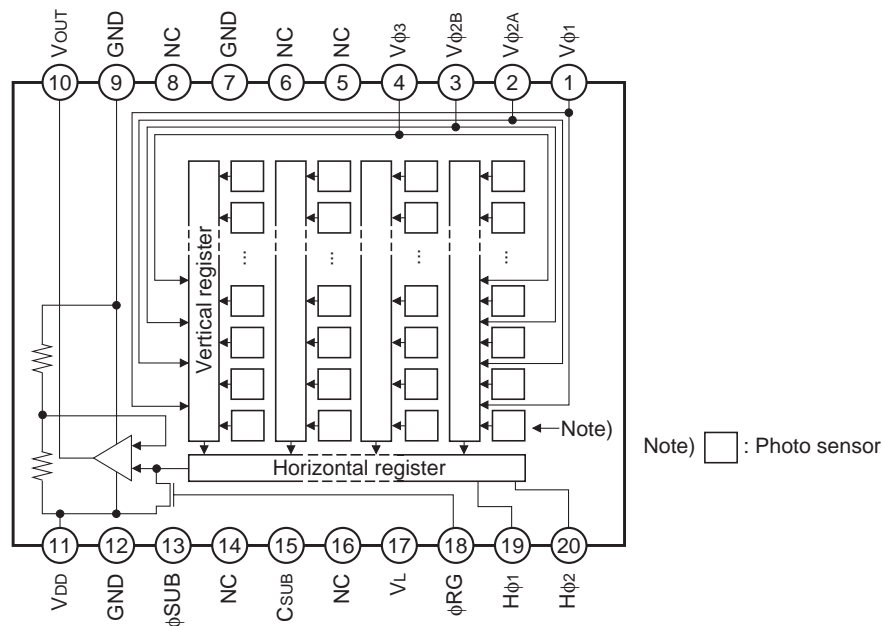 VOUT
GND
NC
GND
NC
NC
Vφ3
Vφ2B
Vφ2A
Vφ1
10
9
8
7
6
5
4
3
2
1
Vertical register
...
...
...
...
Note)
Note) : Photo sensor
Horizontal register
11
12
13
14
15
16
17
18
19
20
VDD
GND
φSUB
NC
CSUB
NC
VL
φRG
Hφ1
Hφ2